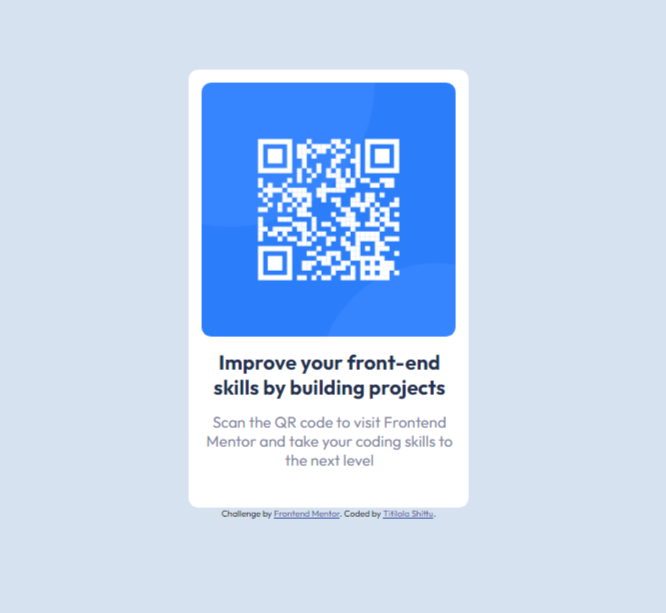 Improve your front-end
skills by building projects
Scan the QR code to visit Frontend
Mentor and take your coding skills to
the next level
Challenge by Frontend Mentor. Coded by Titilola Shittu.